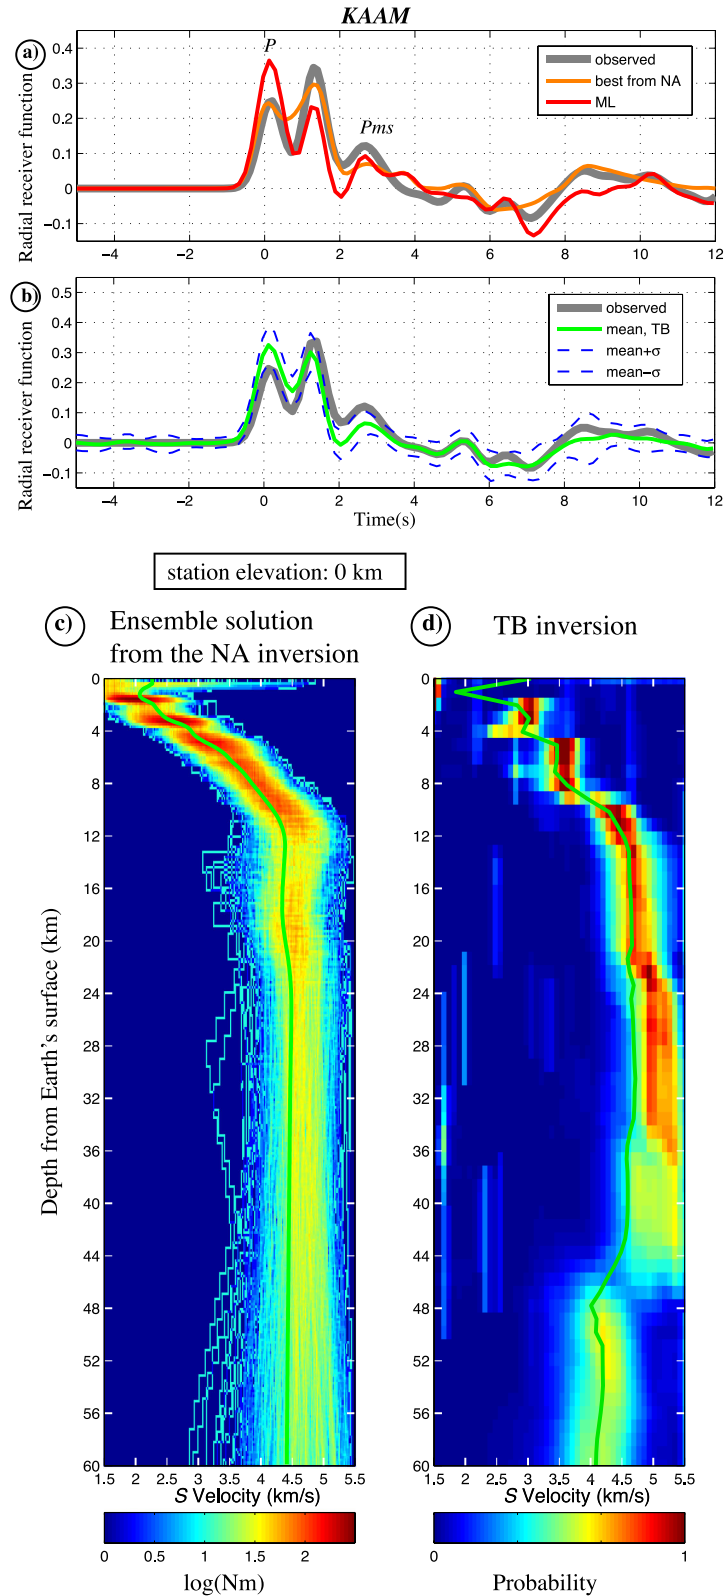 KAAM
a)
Radial receiver function
0.4
0.3
0.2
0.1
0
−0.1
P
Pms
observed
best from NA
ML
−4 −2 0 2 4 6 8 10 12
b)
Radial receiver function
0.5
0.4
0.3
0.2
0.1
0
−0.1
observed
mean, TB
mean+σ
mean−σ
−4 −2 0 2 4 6 8 10 12
Time(s)
station elevation: 0 km
c) Ensemble solution
from the NA inversion
d) TB inversion
Depth from Earth's surface (km)
0
4
8
12
16
20
24
28
32
36
40
44
48
52
56
60
1.5 2 2.5 3 3.5 4 4.5 5 5.5
S Velocity (km/s)
0 0.5 1 1.5 2
log(Nm)
0
4
8
12
16
20
24
28
32
36
40
44
48
52
56
60
1.5 2 2.5 3 3.5 4 4.5 5 5.5
S Velocity (km/s)
0 1
Probability